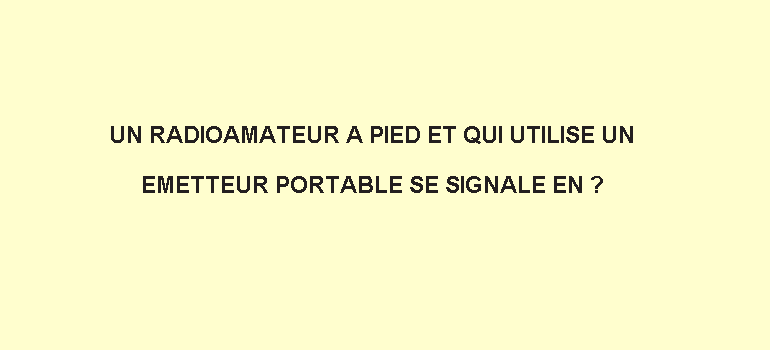 UN RADIOAMATEUR A PIED ET QUI UTILISE UN
EMETTEUR PORTABLE SE SIGNALE EN ?